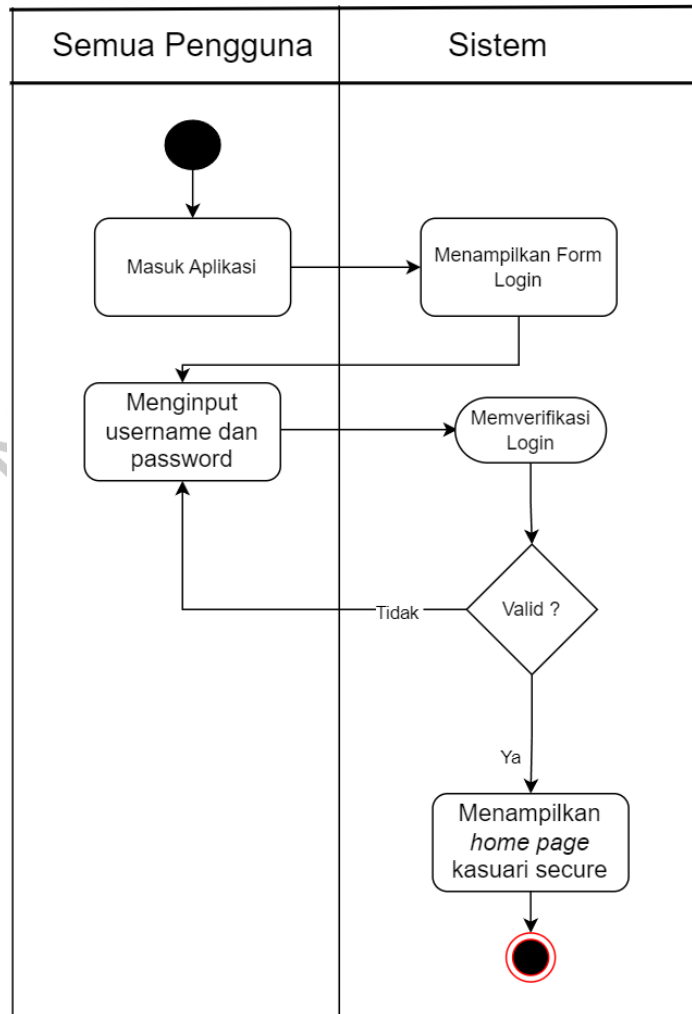 Semua Pengguna
Sistem
Masuk Aplikasi
Menampilkan Form
Login
Menginput
username dan
password
Memverifikasi
Login
Valid ?
Tidak
Ya
Menampilkan
home page
kasuari secure